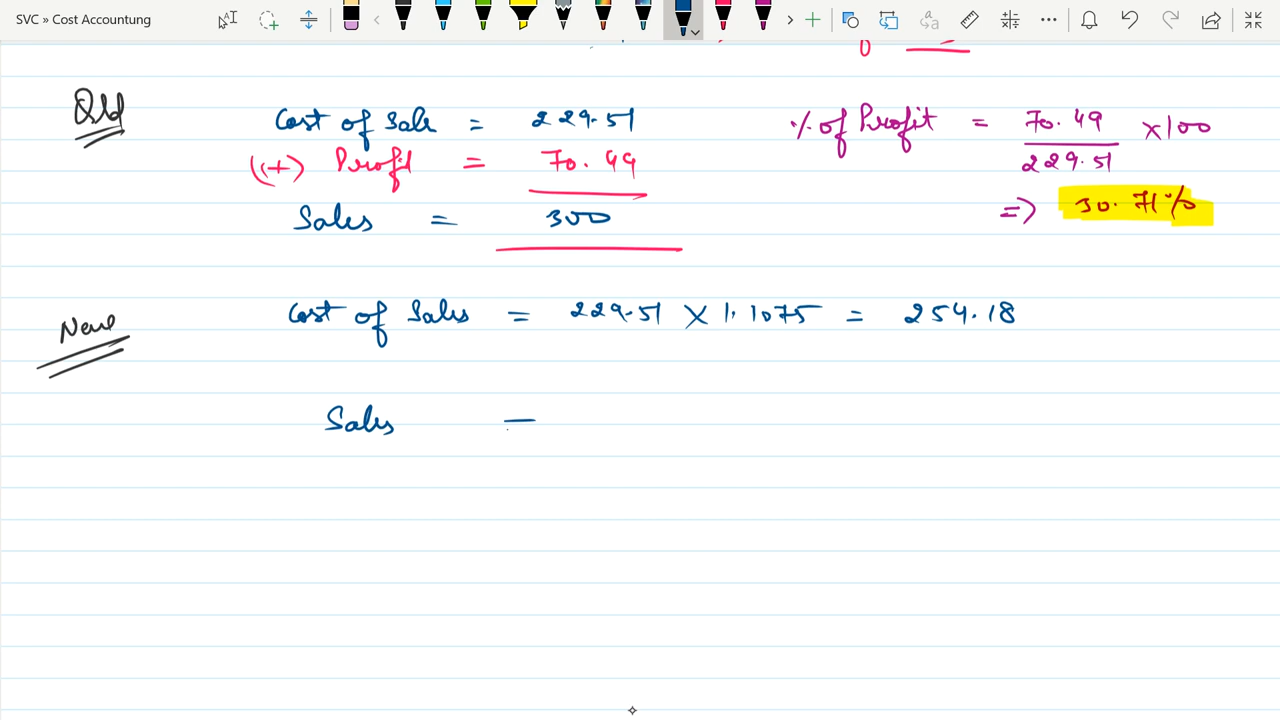 SVC » Cost Accountung
Old
Cost of Sale = 229.51
(+) Profit = 70.49
Sales = 300
% of Profit = 70.49 / 229.51 × 100
=> 30.71%
New
Cost of Sales = 229.51 × 1.1075 = 254.18
Sales =